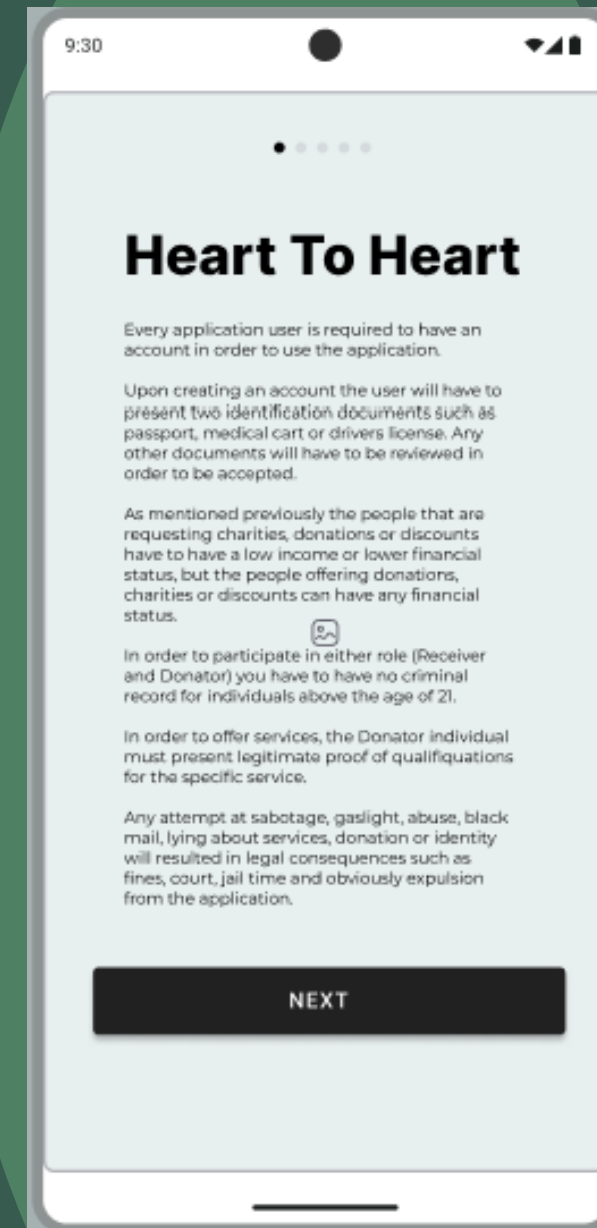 9:30
Heart To Heart
Every application user is required to have an
account in order to use the application.
Upon creating an account the user will have to
present two identification documents such as
passport, medical cart or drivers license. Any
other documents will have to be reviewed in
order to be accepted.
As mentioned previously the people that are
requesting charities, donations or discounts
have to have a low income or lower financial
status, but the people offering donations,
charities or discounts can have any financial
status.
In order to participate in either role (Receiver
and Donator) you have to have no criminal
record for individuals above the age of 21.
In order to offer services, the Donator individual
must present legitimate proof of qualifiquations
for the specific service.
Any attempt at sabotage, gaslight, abuse, black
mail, lying about services, donation or identity
will resulted in legal consequences such as
fines, court, jail time and obviously expulsion
from the application.
NEXT